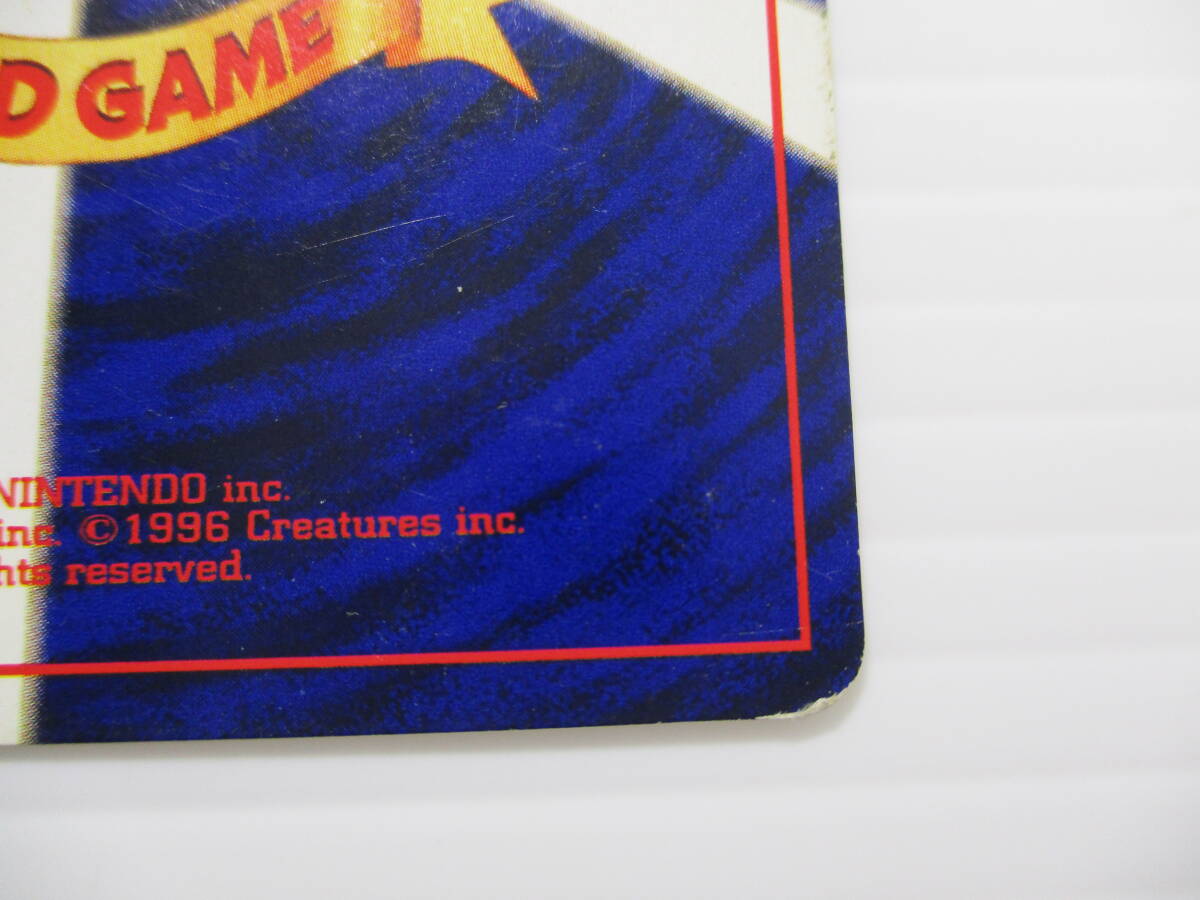 D GAME
NINTENDO inc.
inc. ©1996 Creatures inc.
hts reserved.